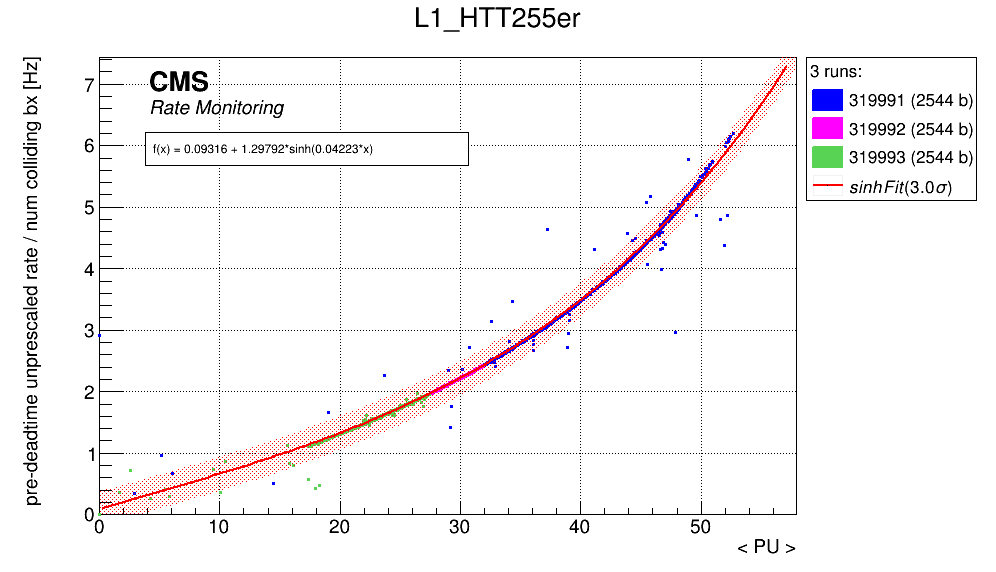 L1_HTT255er
pre-deadtime unprescaled rate / num colliding bx [Hz]
CMS
Rate Monitoring
f(x) = 0.09316 + 1.29792*sinh(0.04223*x)
7
6
5
4
3
2
1
0
0 10 20 30 40 50
< PU >
3 runs:
319991 (2544 b)
319992 (2544 b)
319993 (2544 b)
sinhFit(3.0σ)